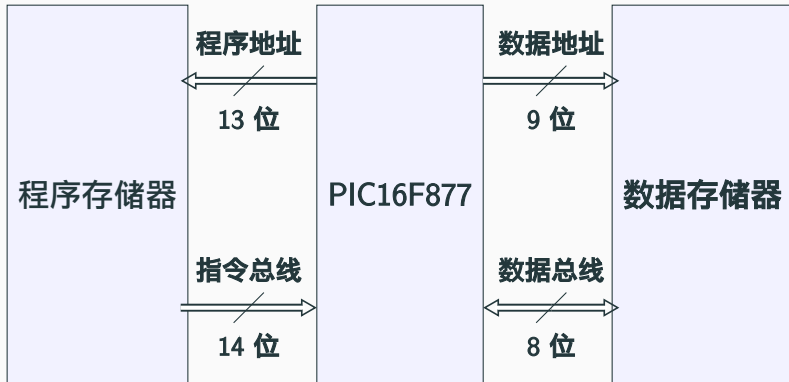 程序地址
13 位
数据地址
9 位
程序存储器
PIC16F877
数据存储器
指令总线
14 位
数据总线
8 位